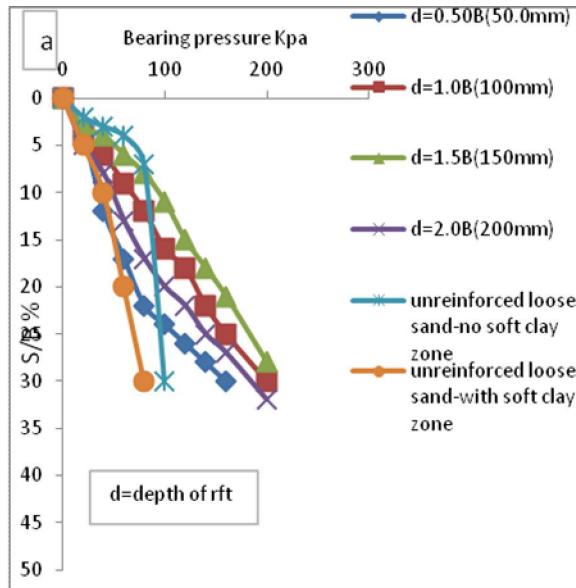 a
Bearing pressure Kpa
0 100 200 300
0
5
10
15
20
25
30
35
40
45
50
S/B %
d=depth of rft
d=0.50B(50.0mm)
d=1.0B(100mm)
d=1.5B(150mm)
d=2.0B(200mm)
unreinforced loose
sand-no soft clay
zone
unreinforced loose
sand-with soft clay
zone